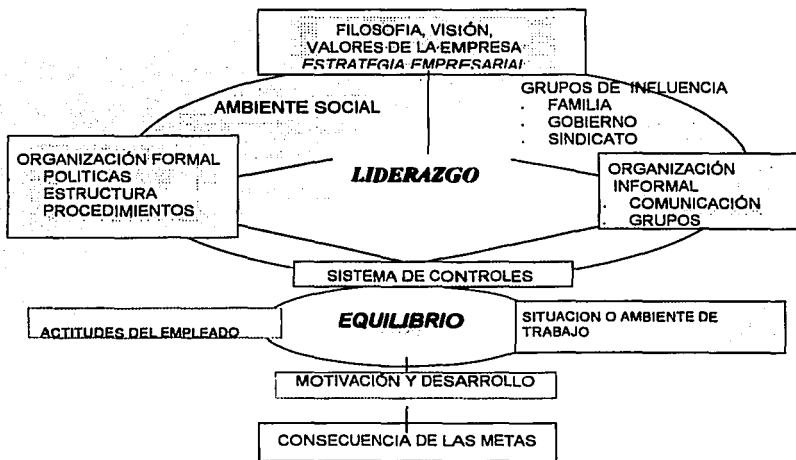 FILOSOFIA, VISIÓN,
VALORES DE LA EMPRESA
ESTRATEGIA EMPRESARIAL
AMBIENTE SOCIAL
GRUPOS DE INFLUENCIA
. FAMILIA
. GOBIERNO
. SINDICATO
ORGANIZACIÓN FORMAL
POLITICAS
ESTRUCTURA
PROCEDIMIENTOS
LIDERAZGO
ORGANIZACIÓN
INFORMAL
. COMUNICACIÓN
. GRUPOS
SISTEMA DE CONTROLES
ACTITUDES DEL EMPLEADO
EQUILIBRIO
SITUACION O AMBIENTE DE
TRABAJO
MOTIVACIÓN Y DESARROLLO
CONSECUENCIA DE LAS METAS